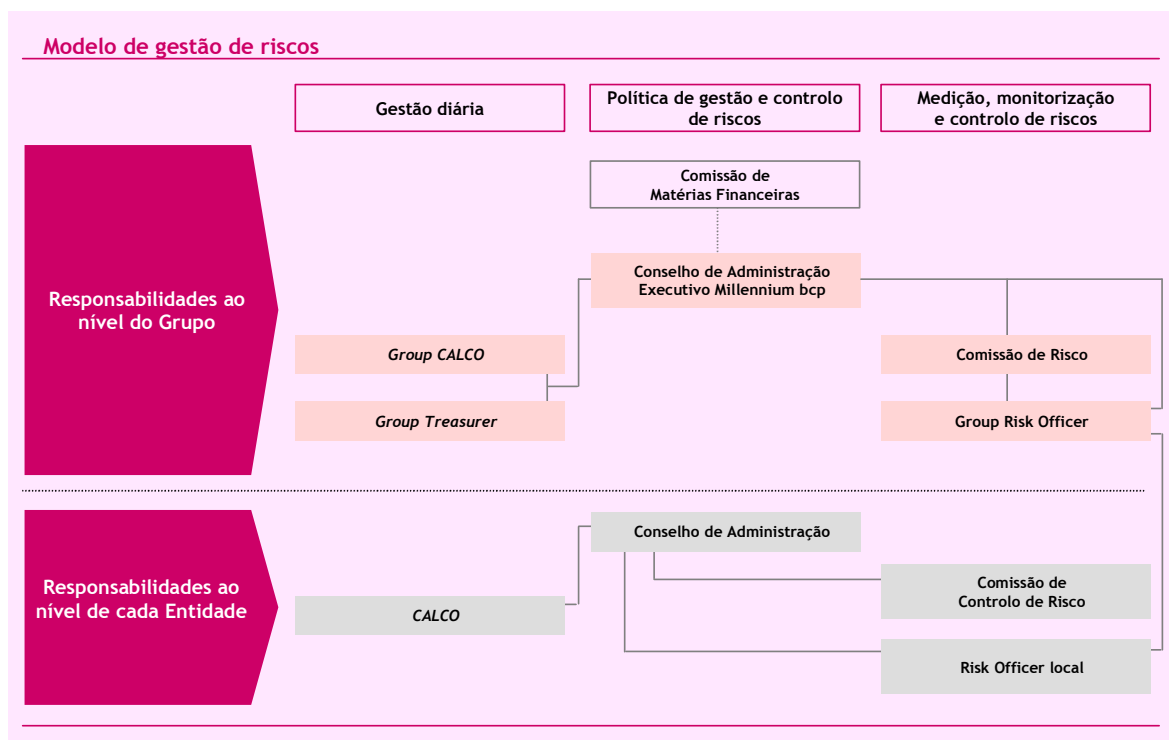 Modelo de gestão de riscos
Gestão diária
Política de gestão e controlo
de riscos
Medição, monitorização
e controlo de riscos
Comissão de
Matérias Financeiras
Responsabilidades ao
nível do Grupo
Conselho de Administração
Executivo Millennium bcp
Group CALCO
Comissão de Risco
Group Treasurer
Group Risk Officer
Responsabilidades ao
nível de cada Entidade
Conselho de Administração
CALCO
Comissão de
Controlo de Risco
Risk Officer local